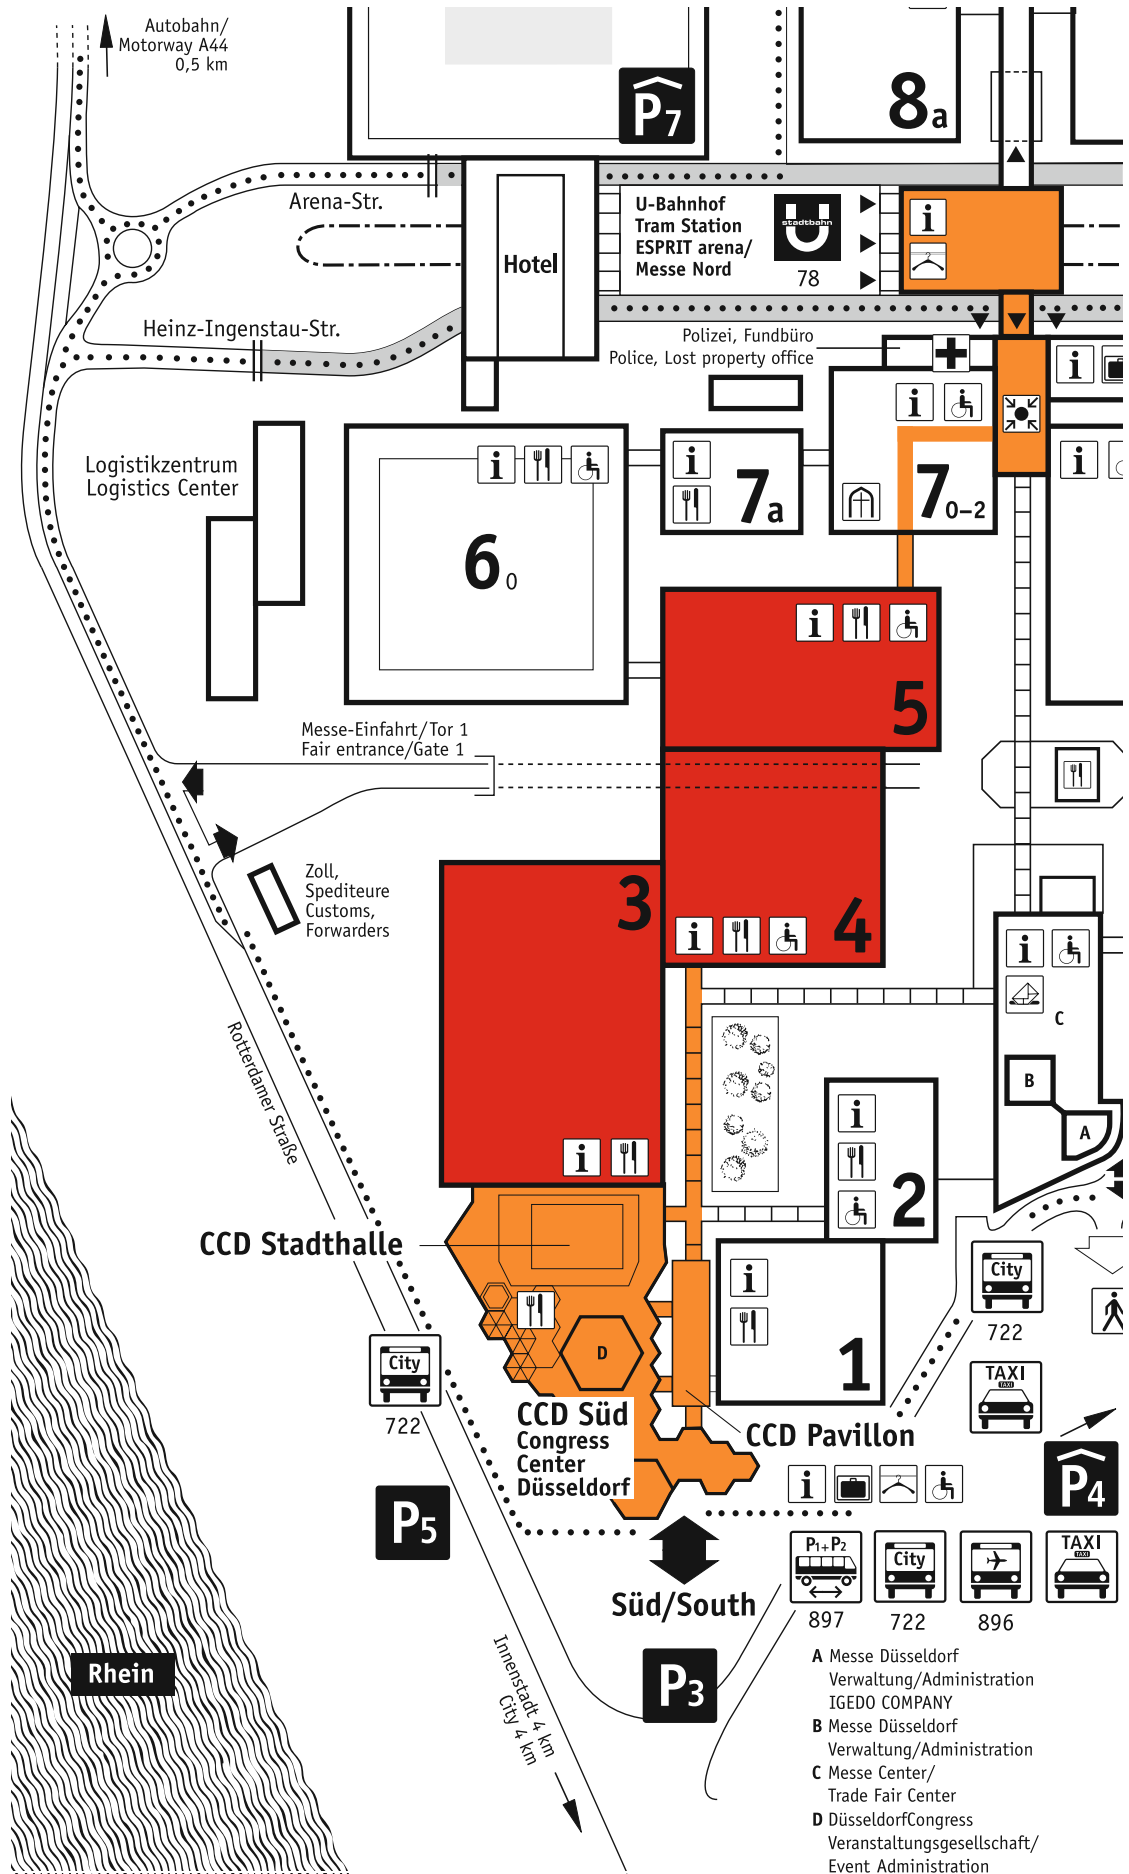 Autobahn/
Motorway A44
0,5 km
P7
8a
Arena-Str.
U-Bahnhof
Tram Station
ESPRIT arena/
Messe Nord
stadtbahn
U
78
i
Hotel
Heinz-Ingenstau-Str.
Polizei, Fundbüro
Police, Lost property office
i
i
i
i
i
Logistikzentrum
Logistics Center
7a
7 0–2
6 0
i
5
Messe-Einfahrt/Tor 1
Fair entrance/Gate 1
Zoll,
Spediteure
Customs,
Forwarders
3
i
4
i
C
B
A
Rotterdamer Straße
i
i
2
CCD Stadthalle
i
City
722
D
1
City
722
TAXI
TAXI
CCD Süd
Congress
Center
Düsseldorf
CCD Pavillon
i
P4
P5
Süd/South
P1+P2
897
City
722
896
TAXI
TAXI
Rhein
Innenstadt 4 km
City 4 km
P3
A Messe Düsseldorf
Verwaltung/Administration
IGEDO COMPANY
B Messe Düsseldorf
Verwaltung/Administration
C Messe Center/
Trade Fair Center
D DüsseldorfCongress
Veranstaltungsgesellschaft/
Event Administration